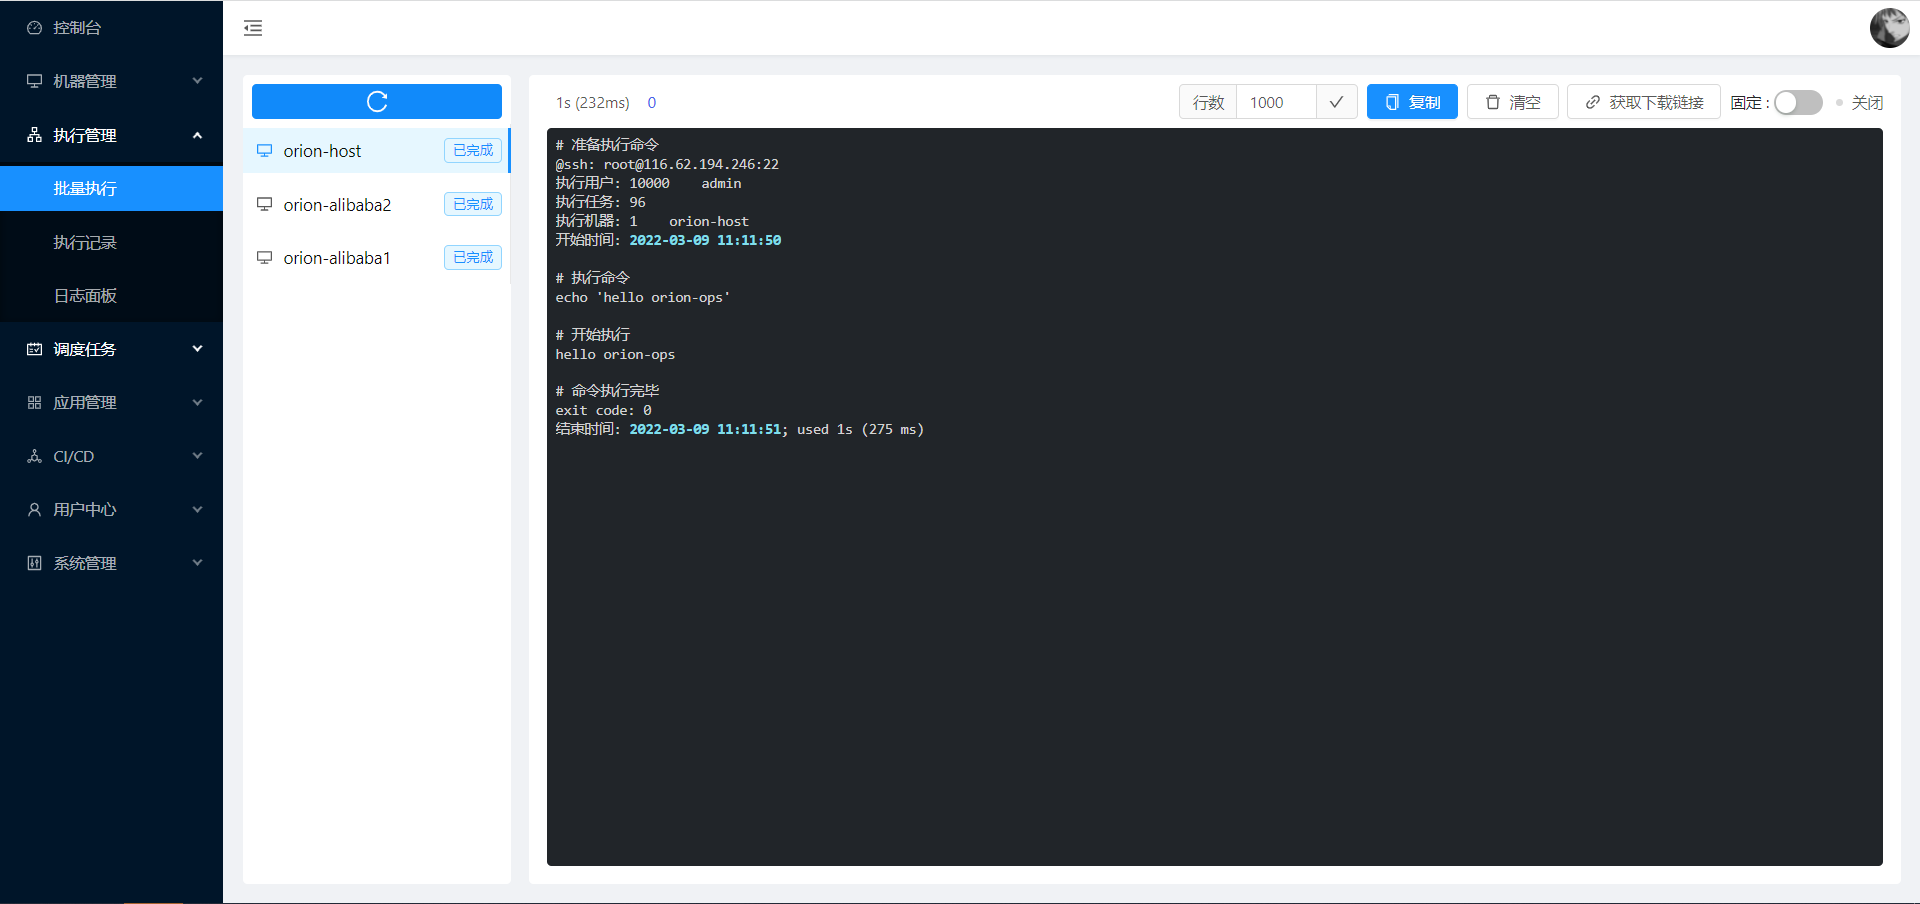 控制台
机器管理
执行管理
批量执行
执行记录
日志面板
调度任务
应用管理
CI/CD
用户中心
系统管理
orion-host 已完成
orion-alibaba2 已完成
orion-alibaba1 已完成
1s (232ms) 0 行数 1000 复制 清空 获取下载链接 固定 : 关闭
# 准备执行命令
@ssh: root@116.62.194.246:22
执行用户: 10000    admin
执行任务: 96
执行机器: 1    orion-host
开始时间: 2022-03-09 11:11:50
# 执行命令
echo 'hello orion-ops'
# 开始执行
hello orion-ops
# 命令执行完毕
exit code: 0
结束时间: 2022-03-09 11:11:51; used 1s (275 ms)